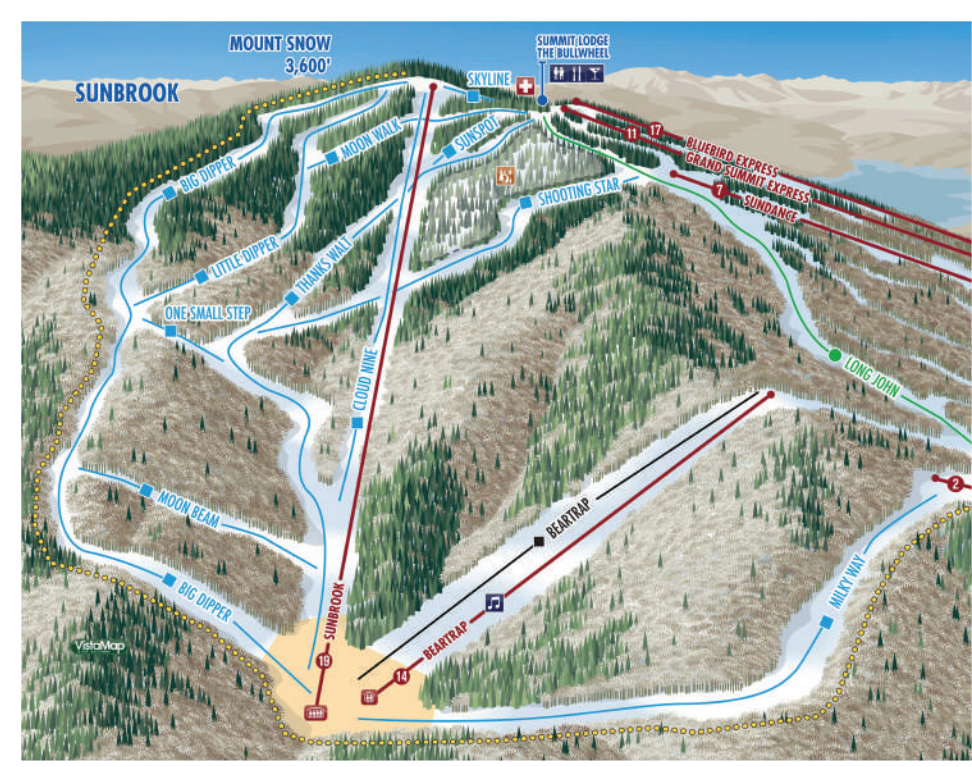 MOUNT SNOW
3,600'
SUNBROOK
SUMMIT LODGE
THE BULLWHEEL
SKYLINE
11
17
BLUEBIRD EXPRESS
GRAND SUMMIT EXPRESS
7
SUNDANCE
MOON WALK
SUNSPOT
BIG DIPPER
SHOOTING STAR
LITTLE DIPPER
THANKS WALT
ONE SMALL STEP
CLOUD NINE
LONG JOHN
2
MOON BEAM
BEARTRAP
BIG DIPPER
SUNBROOK
19
BEARTRAP
14
MILKY WAY
VistaMap